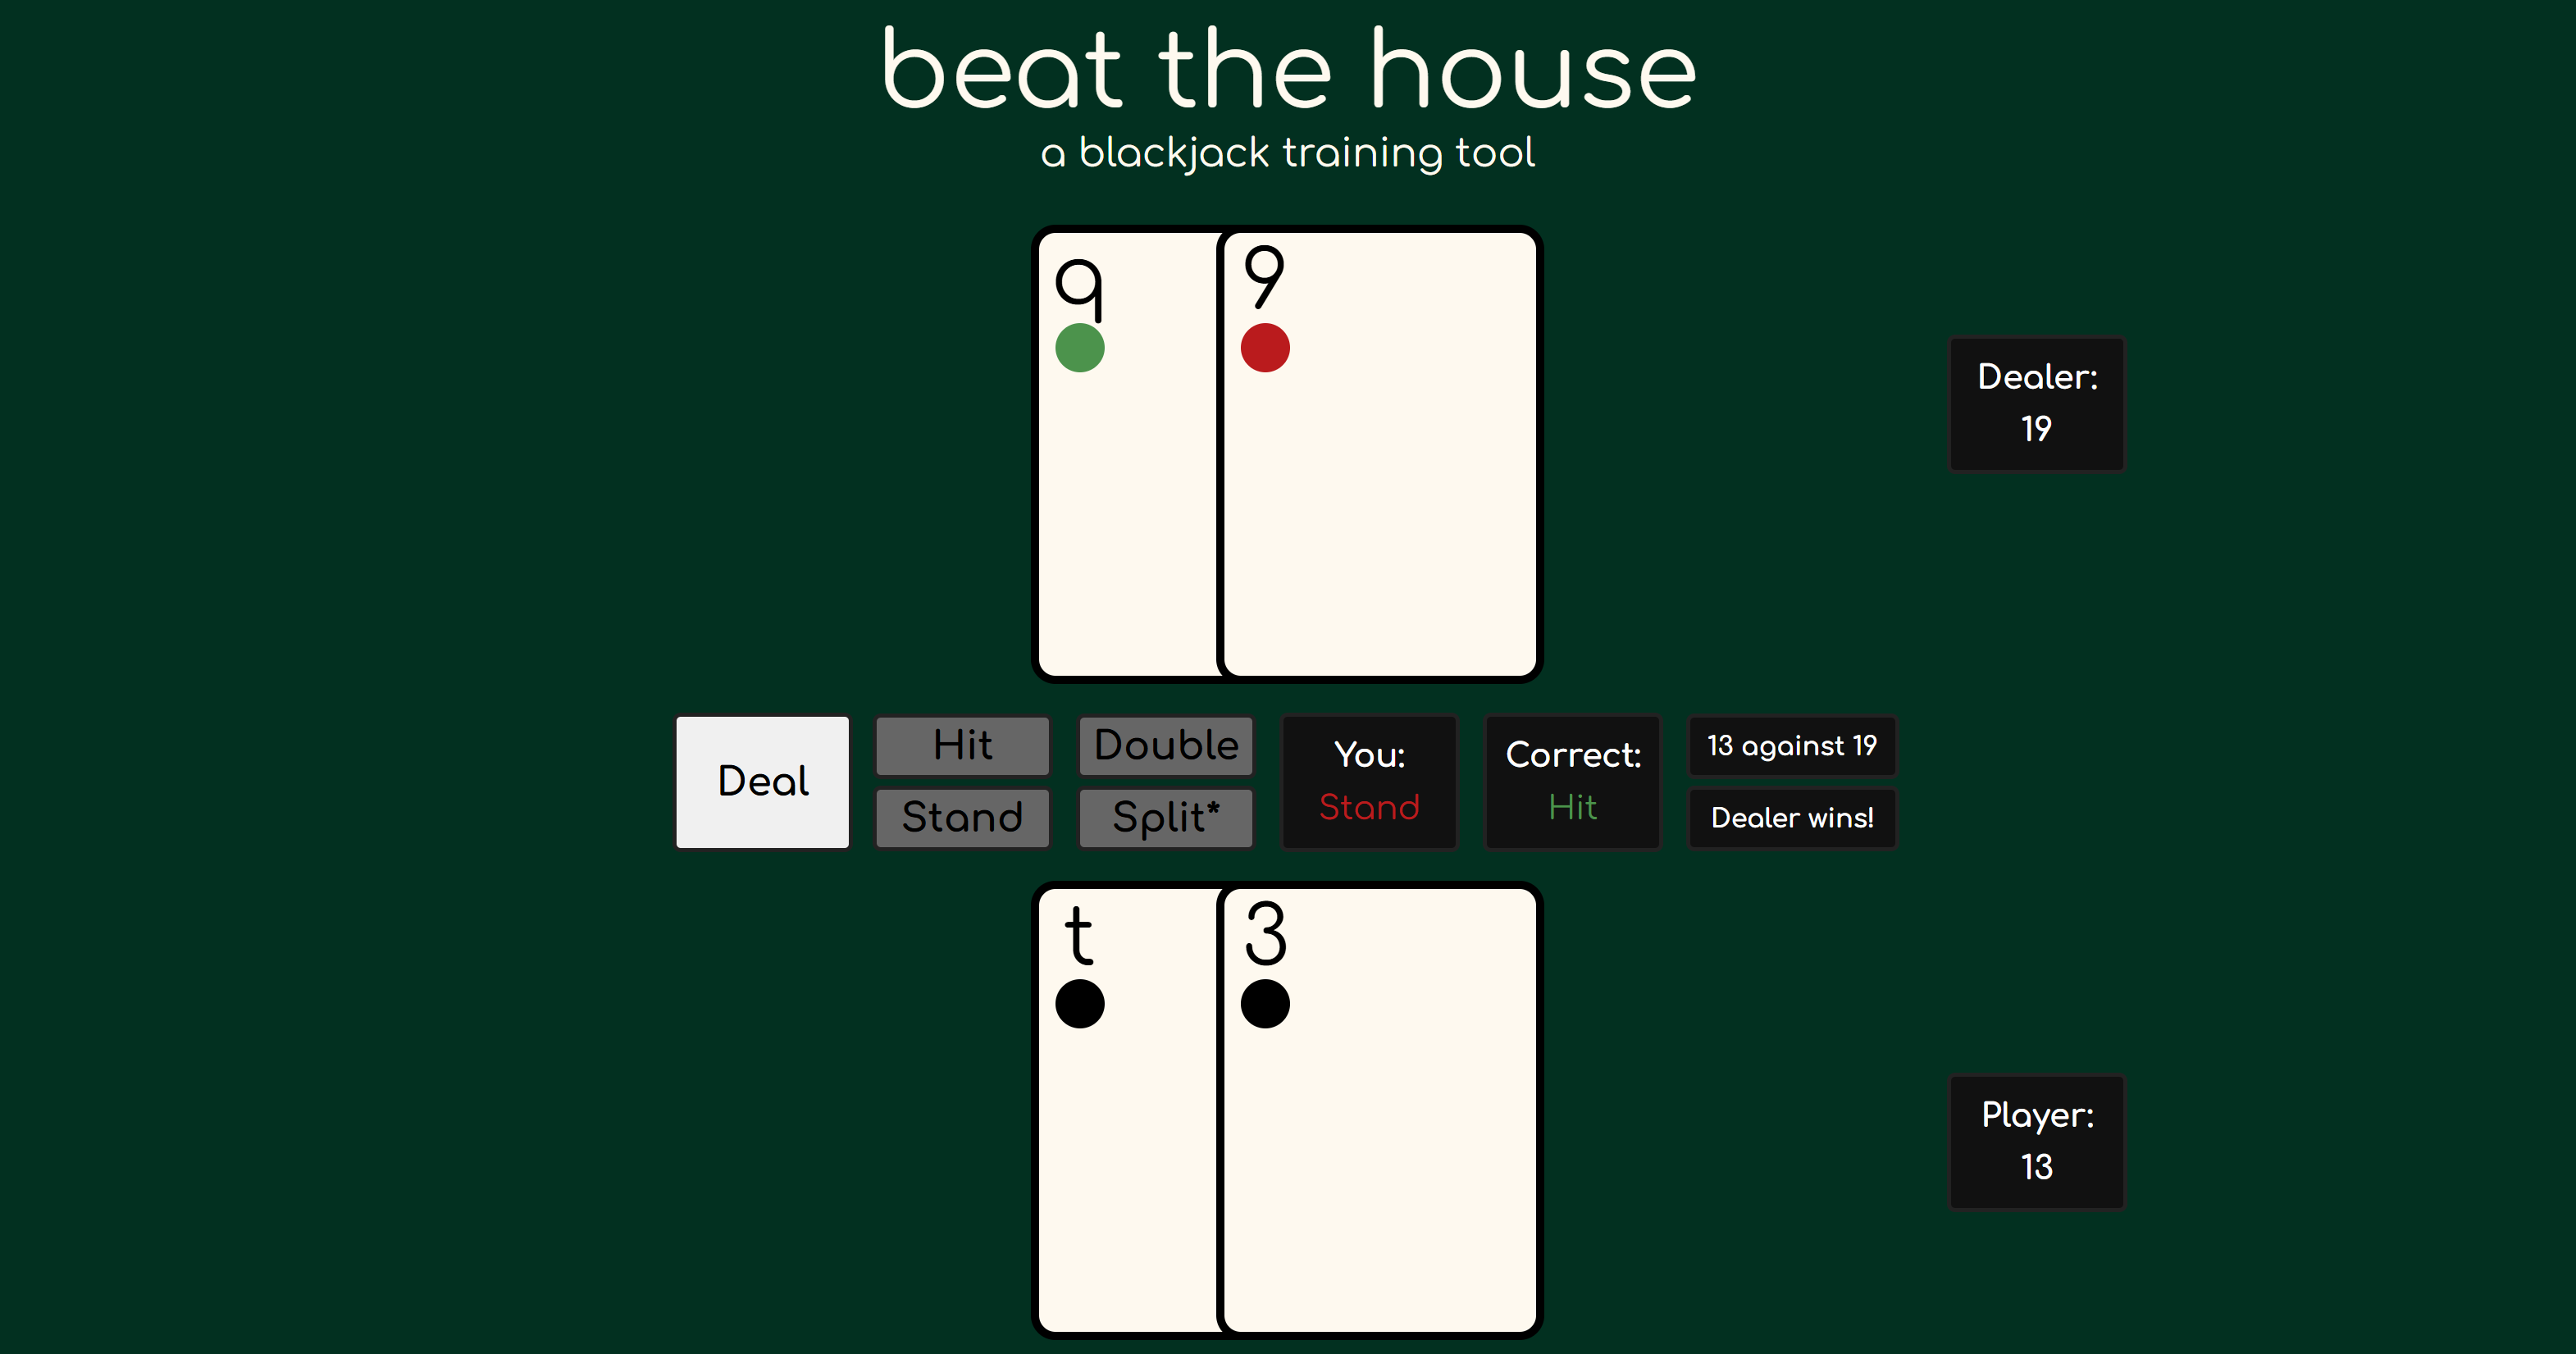 beat the house
a blackjack training tool
q 9
Dealer:
19
Deal
Hit
Stand
Double
Split*
You:
Stand
Correct:
Hit
13 against 19
Dealer wins!
t 3
Player:
13